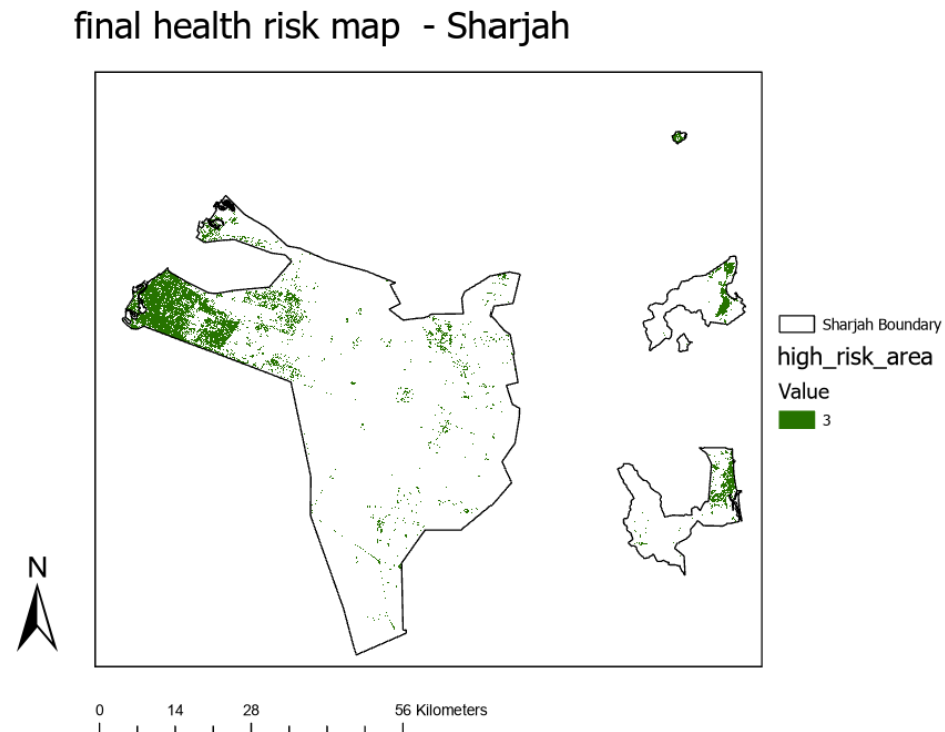 final health risk map - Sharjah
Sharjah Boundary
high_risk_area
Value
3
N
0 14 28 56 Kilometers